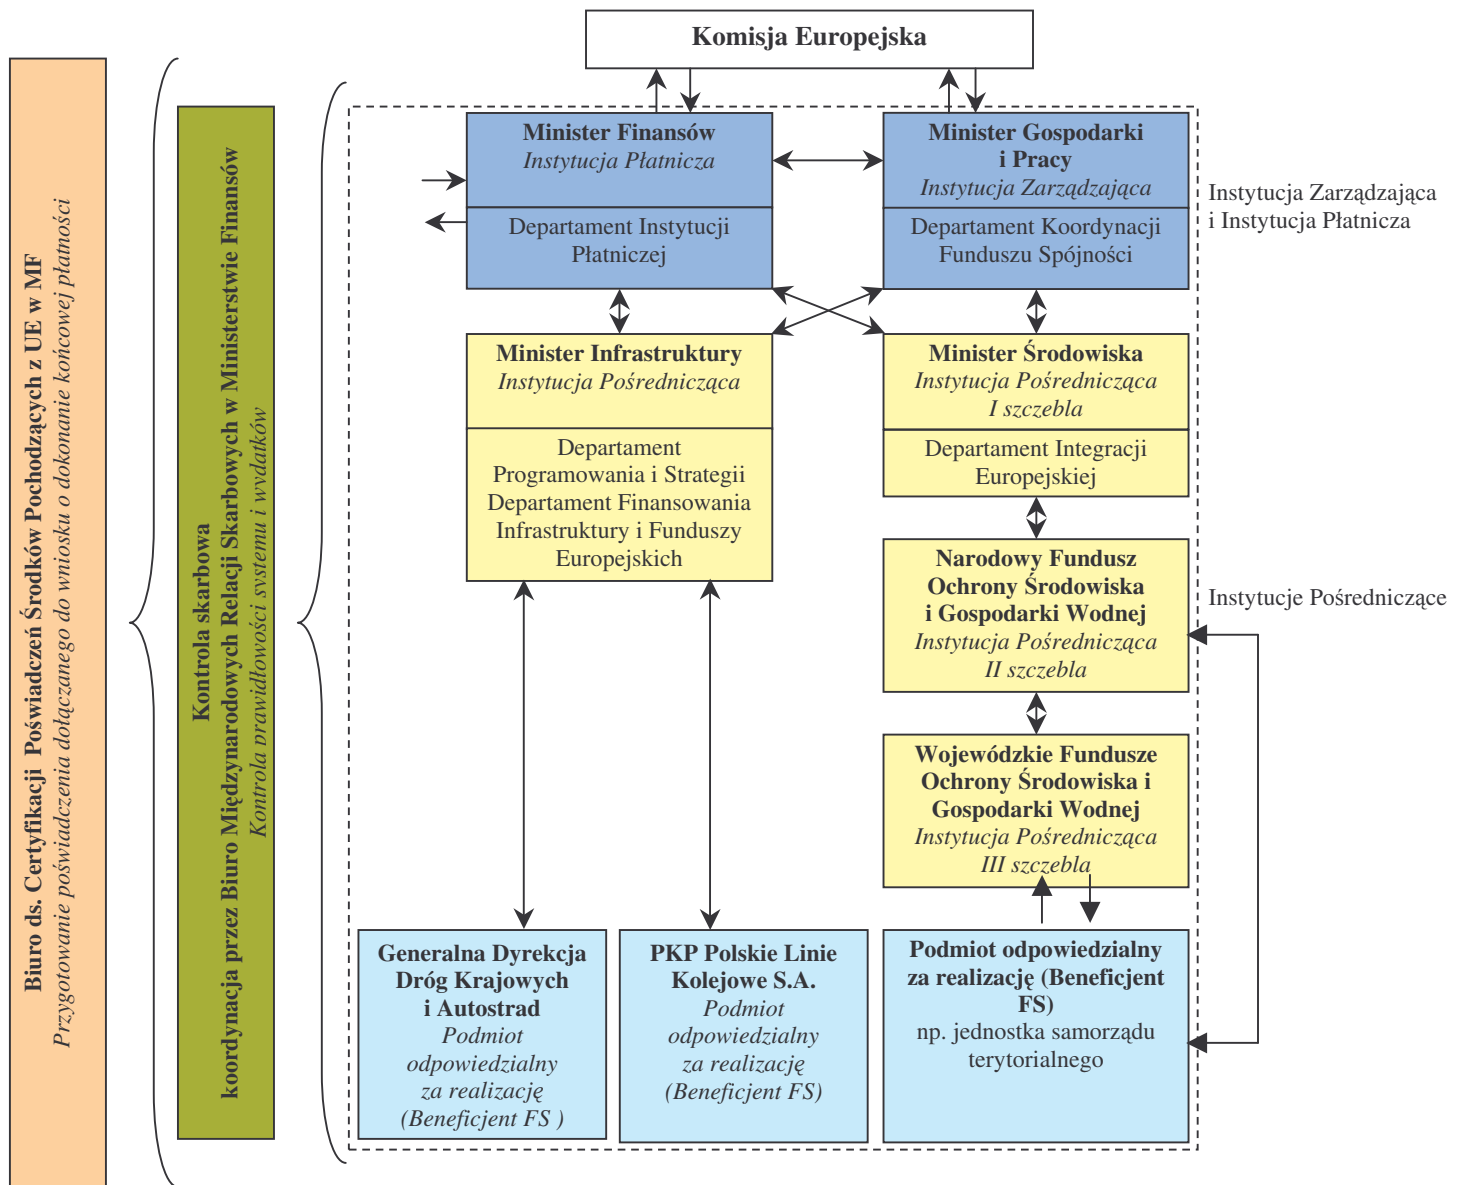 Komisja Europejska
Biuro ds. Certyfikacji Poświadczeń Środków Pochodzących z UE w MF
Przygotowanie poświadczenia dołączanego do wniosku o dokonanie końcowej płatności
Kontrola skarbowa
koordynacja przez Biuro Międzynarodowych Relacji Skarbowych w Ministerstwie Finansów
Kontrola prawidłowości systemu i wydatków
Minister Finansów
Instytucja Płatnicza
Departament Instytucji
Płatniczej
Minister Gospodarki
i Pracy
Instytucja Zarządzająca
Departament Koordynacji
Funduszu Spójności
Instytucja Zarządzająca
i Instytucja Płatnicza
Minister Infrastruktury
Instytucja Pośrednicząca
Departament
Programowania i Strategii
Departament Finansowania
Infrastruktury i Funduszy
Europejskich
Minister Środowiska
Instytucja Pośrednicząca
I szczebla
Departament Integracji
Europejskiej
Narodowy Fundusz
Ochrony Środowiska
i Gospodarki Wodnej
Instytucja Pośrednicząca
II szczebla
Instytucje Pośredniczące
Wojewódzkie Fundusze
Ochrony Środowiska i
Gospodarki Wodnej
Instytucja Pośrednicząca
III szczebla
Generalna Dyrekcja
Dróg Krajowych
i Autostrad
Podmiot
odpowiedzialny
za realizację
(Beneficjent FS )
PKP Polskie Linie
Kolejowe S.A.
Podmiot
odpowiedzialny
za realizację
(Beneficjent FS)
Podmiot odpowiedzialny
za realizację (Beneficjent
FS)
np. jednostka samorządu
terytorialnego